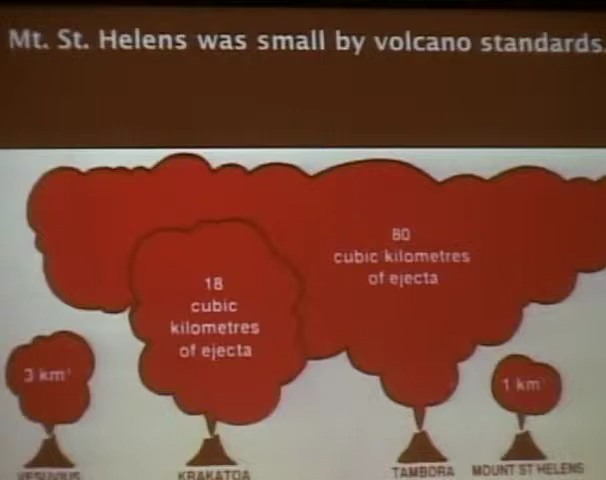 Mt. St. Helens was small by volcano standards.
80
cubic kilometres
of ejecta
18
cubic
kilometres
of ejecta
3 km³
1 km³
VESUVIUS
KRAKATOA
TAMBORA
MOUNT ST HELENS